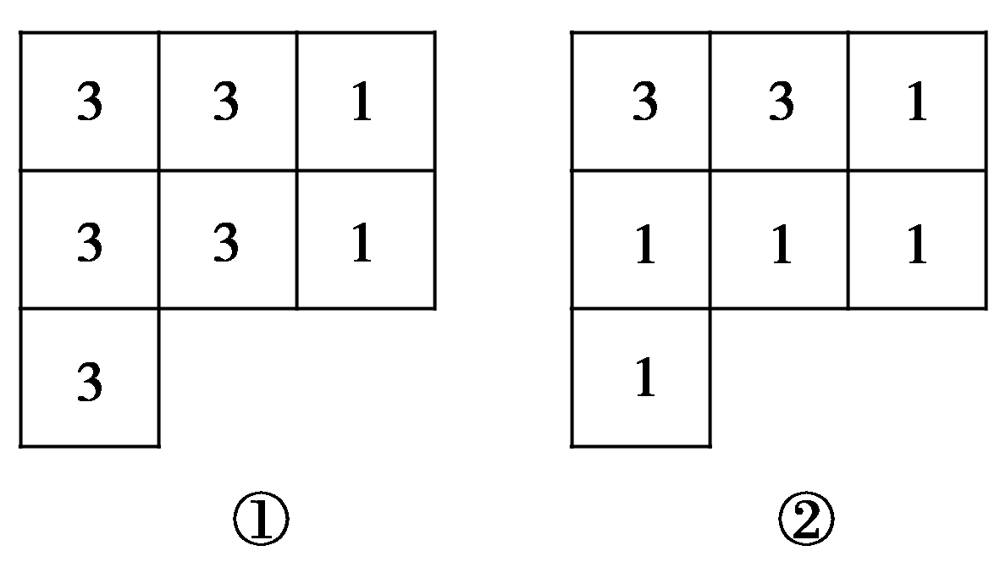 3 3 1 3 3 1
3 3 1 1 1 1
3 1
① ②